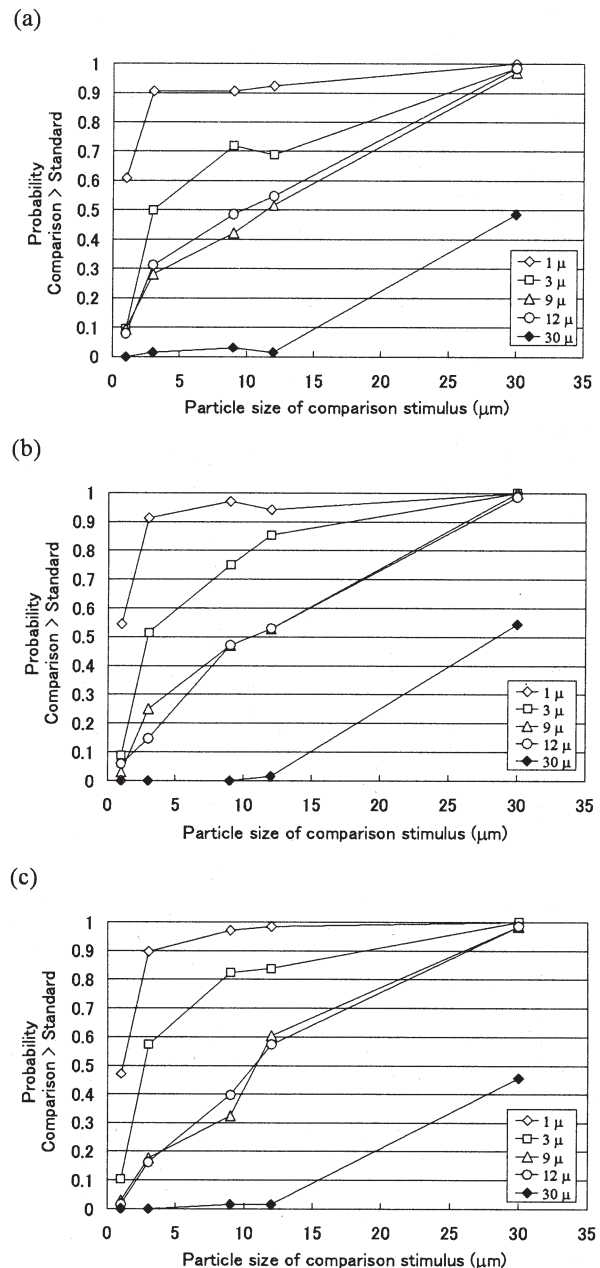 (a)
Probability
Comparison > Standard
1
0.9
0.8
0.7
0.6
0.5
0.4
0.3
0.2
0.1
0
0 5 10 15 20 25 30 35
Particle size of comparison stimulus (μm)
1 μ
3 μ
9 μ
12 μ
30 μ
(b)
Probability
Comparison > Standard
1
0.9
0.8
0.7
0.6
0.5
0.4
0.3
0.2
0.1
0
0 5 10 15 20 25 30 35
Particle size of comparison stimulus (μm)
1 μ
3 μ
9 μ
12 μ
30 μ
(c)
Probability
Comparison > Standard
1
0.9
0.8
0.7
0.6
0.5
0.4
0.3
0.2
0.1
0
0 5 10 15 20 25 30 35
Particle size of comparison stimulus (μm)
1 μ
3 μ
9 μ
12 μ
30 μ